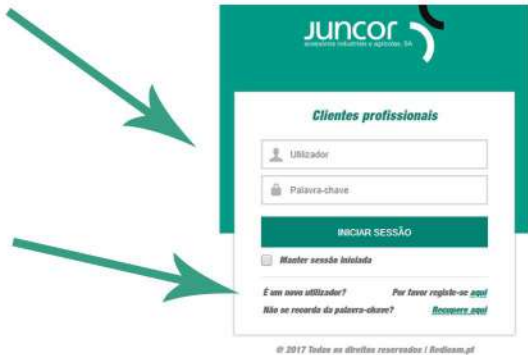 JUNCOR
acessórios industriais e agrícolas, SA
Clientes profissionais
Utilizador
Palavra-chave
INICIAR SESSÃO
Manter sessão iniciada
É um novo utilizador? Por favor registe-se aqui
Não se recorda da palavra-chave? Recupere aqui
© 2017 Todos os direitos reservados | Redicom.pt